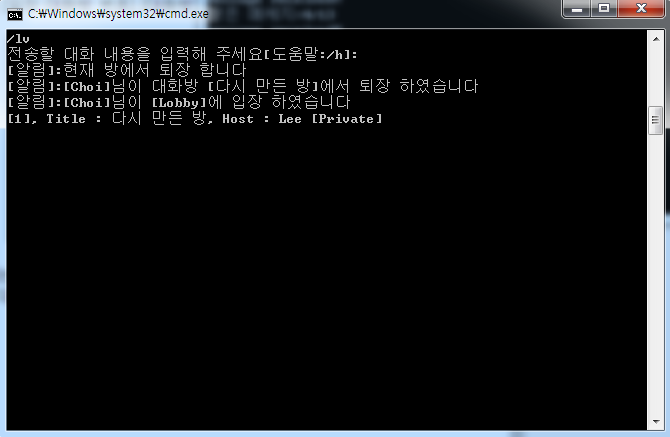 C:\Windows\system32\cmd.exe
/lv
전송할 대화 내용을 입력해 주세요[도움말:/h]:
[알림]:현재 방에서 퇴장 합니다
[알림]:[Choi]님이 대화방 [다시 만든 방]에서 퇴장 하였습니다
[알림]:[Choi]님이 [Lobby]에 입장 하였습니다
[1], Title : 다시 만든 방, Host : Lee [Private]